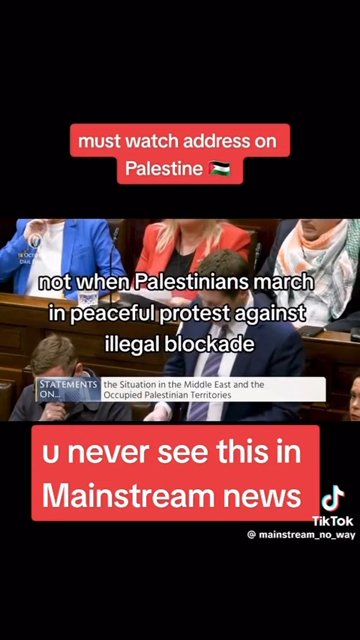 must watch address on
Palestine 🇵🇸
not when Palestinians march
in peaceful protest against
illegal blockade
STATEMENTS
ON...
the Situation in the Middle East and the
Occupied Palestinian Territories
u never see this in
Mainstream news
TikTok
@ mainstream_no_way